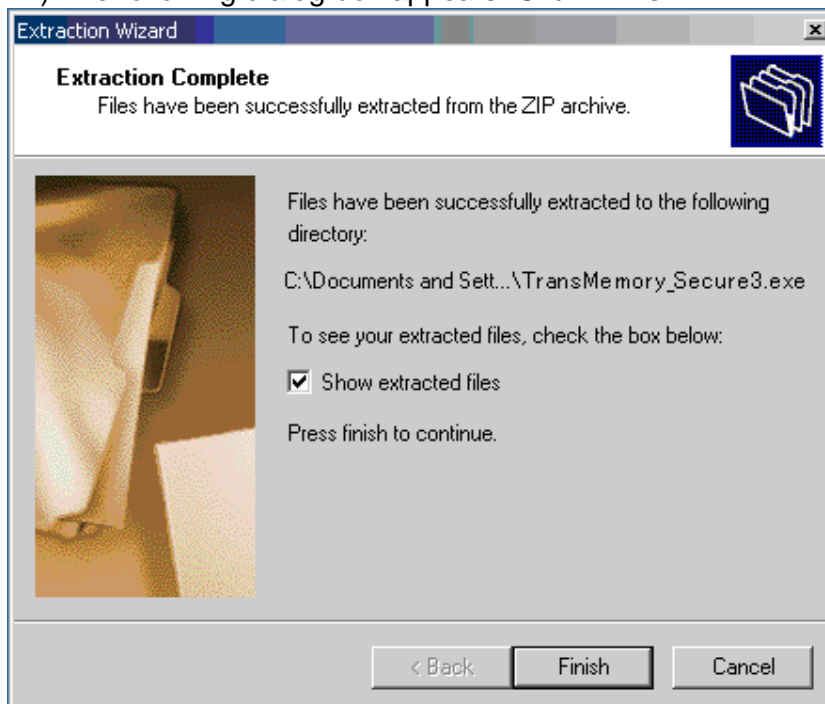 Extraction Wizard
Extraction Complete
Files have been successfully extracted from the ZIP archive.
Files have been successfully extracted to the following
directory:
C:\Documents and Sett...\TransMemory_Secure3.exe
To see your extracted files, check the box below:
Show extracted files
Press finish to continue.
< Back Finish Cancel